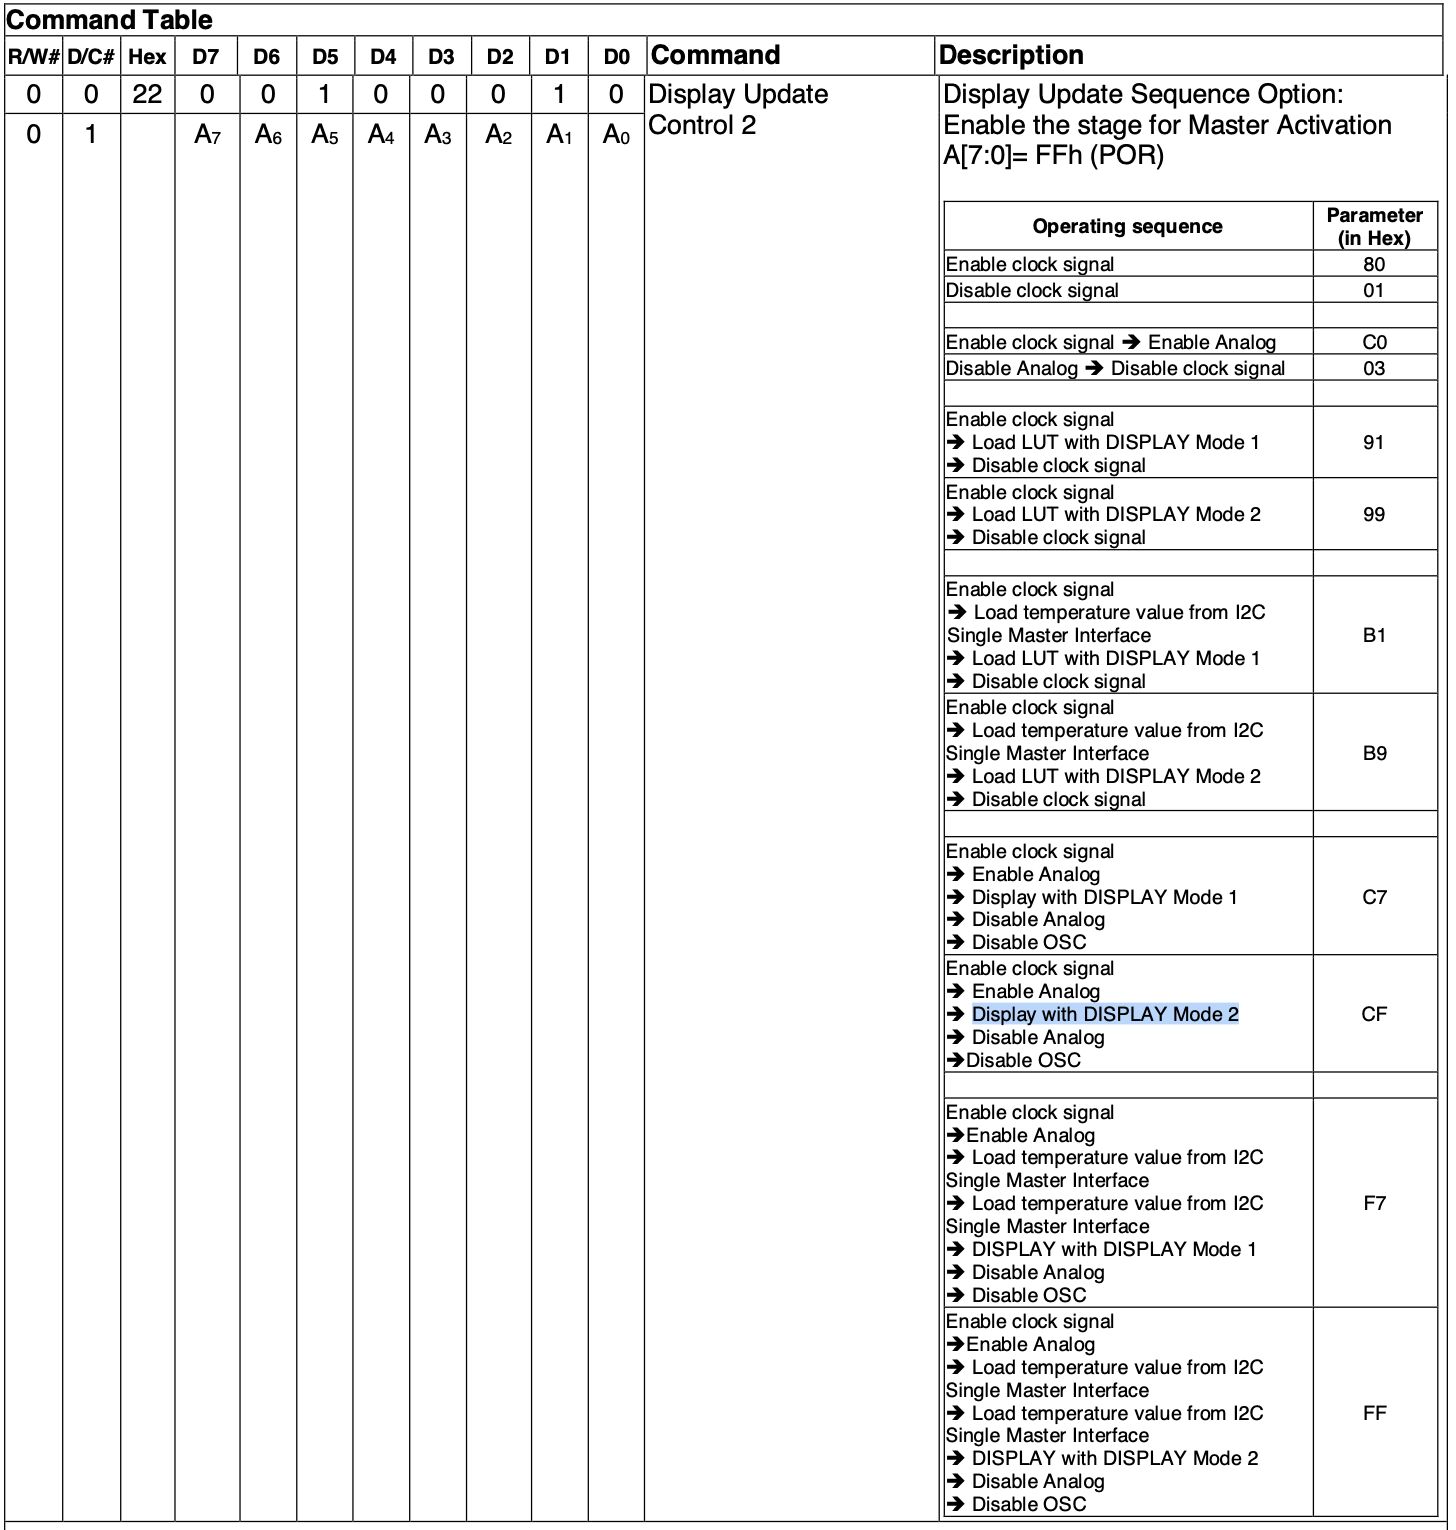 Command Table
R/W# D/C# Hex D7 D6 D5 D4 D3 D2 D1 D0 Command Description
0 0 22 0 0 1 0 0 0 1 0 Display Update Display Update Sequence Option:
0 1 A7 A6 A5 A4 A3 A2 A1 A0 Control 2 Enable the stage for Master Activation
A[7:0]= FFh (POR)
Operating sequence Parameter
(in Hex)
Enable clock signal 80
Disable clock signal 01
Enable clock signal ➔ Enable Analog C0
Disable Analog ➔ Disable clock signal 03
Enable clock signal
➔ Load LUT with DISPLAY Mode 1 91
➔ Disable clock signal
Enable clock signal
➔ Load LUT with DISPLAY Mode 2 99
➔ Disable clock signal
Enable clock signal
➔ Load temperature value from I2C
Single Master Interface B1
➔ Load LUT with DISPLAY Mode 1
➔ Disable clock signal
Enable clock signal
➔ Load temperature value from I2C
Single Master Interface B9
➔ Load LUT with DISPLAY Mode 2
➔ Disable clock signal
Enable clock signal
➔ Enable Analog
➔ Display with DISPLAY Mode 1 C7
➔ Disable Analog
➔ Disable OSC
Enable clock signal
➔ Enable Analog
➔ Display with DISPLAY Mode 2 CF
➔ Disable Analog
➔Disable OSC
Enable clock signal
➔Enable Analog
➔ Load temperature value from I2C
Single Master Interface
➔ Load temperature value from I2C F7
Single Master Interface
➔ DISPLAY with DISPLAY Mode 1
➔ Disable Analog
➔ Disable OSC
Enable clock signal
➔Enable Analog
➔ Load temperature value from I2C
Single Master Interface
➔ Load temperature value from I2C FF
Single Master Interface
➔ DISPLAY with DISPLAY Mode 2
➔ Disable Analog
➔ Disable OSC